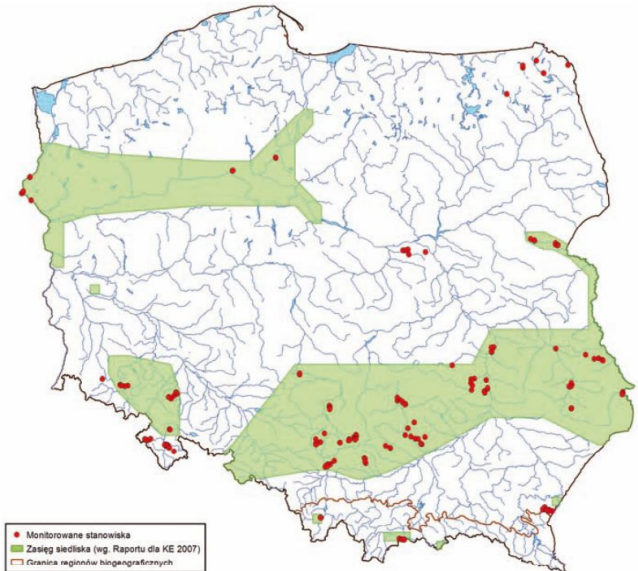 Monitorowane stanowiska
Zasięg siedliska (wg. Raportu dla KE 2007)
Granica regionów biogeograficznych